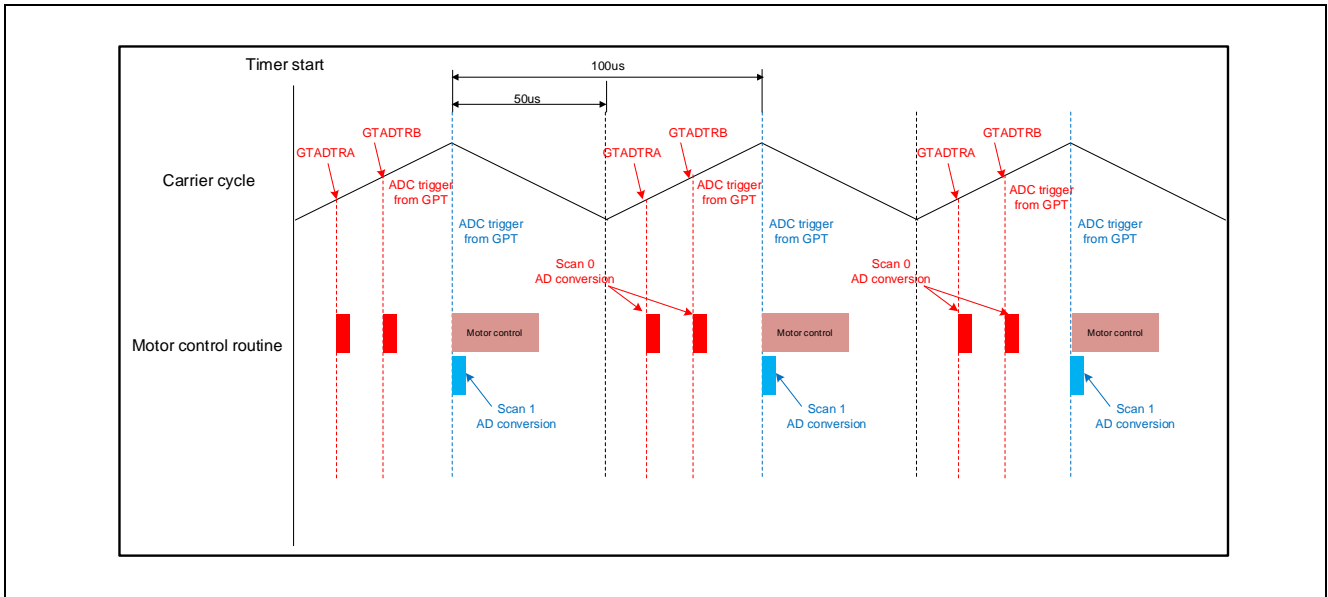 Timer start
100us
50us
GTADTRB
GTADTRA
GTADTRB
GTADTRA
GTADTRB
GTADTRA
Carrier cycle
ADC trigger
from GPT
ADC trigger
from GPT
ADC trigger
from GPT
ADC trigger
from GPT
ADC trigger
from GPT
ADC trigger
from GPT
Scan 0
AD conversion
Scan 0
AD conversion
Motor control routine
Motor control
Motor control
Motor control
Scan 1
AD conversion
Scan 1
AD conversion
Scan 1
AD conversion